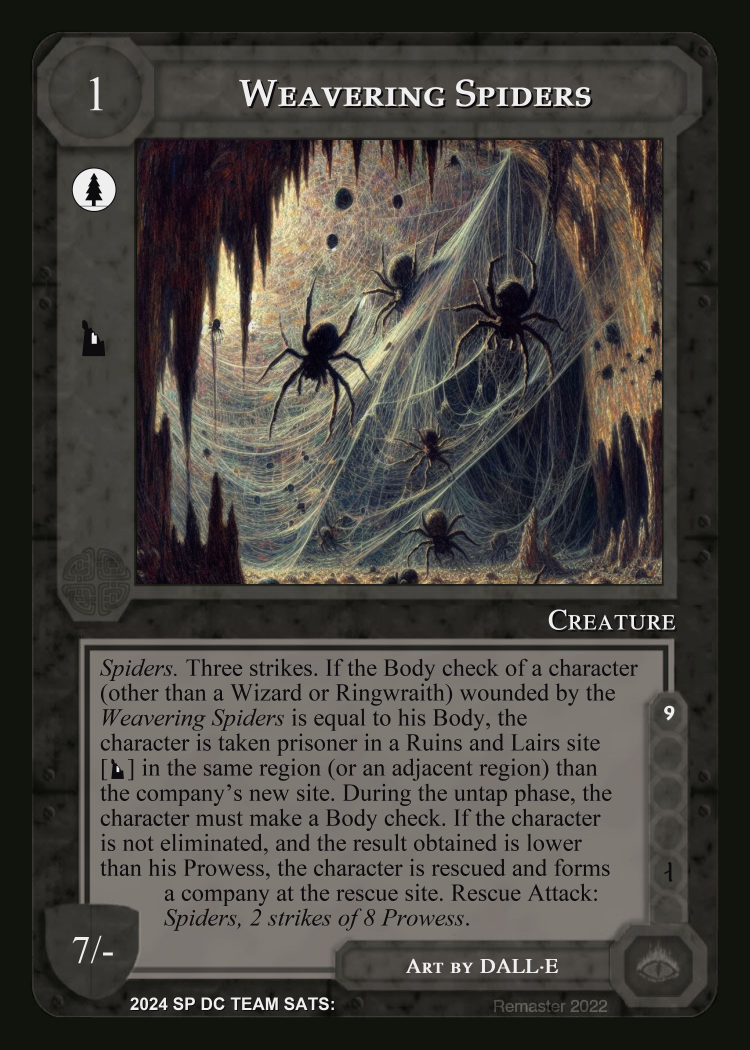 1
WEAVERING SPIDERS
CREATURE
Spiders. Three strikes. If the Body check of a character
(other than a Wizard or Ringwraith) wounded by the
Weavering Spiders is equal to his Body, the
character is taken prisoner in a Ruins and Lairs site
[ ] in the same region (or an adjacent region) than
the company's new site. During the untap phase, the
character must make a Body check. If the character
is not eliminated, and the result obtained is lower
than his Prowess, the character is rescued and forms
a company at the rescue site. Rescue Attack:
Spiders, 2 strikes of 8 Prowess.
9
7/-
ART BY DALL·E
2024 SP DC TEAM SATS:
Remaster 2022